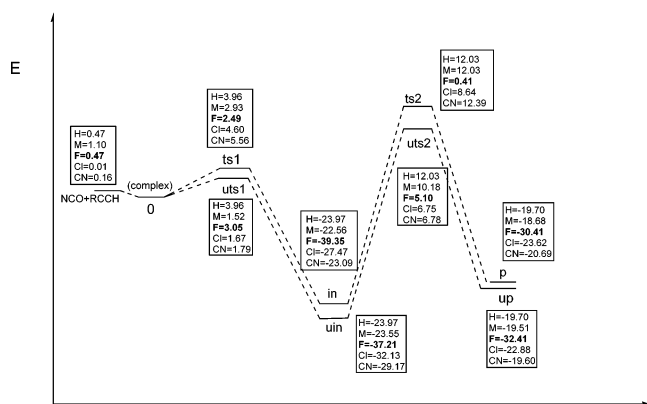 E
H=0.47
M=1.10
F=0.47
Cl=0.01
CN=0.16
NCO+RCCH
(complex)
0
H=3.96
M=2.93
F=2.49
Cl=4.60
CN=5.56
ts1
uts1
H=3.96
M=1.52
F=3.05
Cl=1.67
CN=1.79
H=-23.97
M=-22.56
F=-39.35
Cl=-27.47
CN=-23.09
in
uin
H=-23.97
M=-23.55
F=-37.21
Cl=-32.13
CN=-29.17
ts2
H=12.03
M=12.03
F=0.41
Cl=8.64
CN=12.39
uts2
H=12.03
M=10.18
F=5.10
Cl=6.75
CN=6.78
H=-19.70
M=-18.68
F=-30.41
Cl=-23.62
CN=-20.69
p
up
H=-19.70
M=-19.51
F=-32.41
Cl=-22.88
CN=-19.60